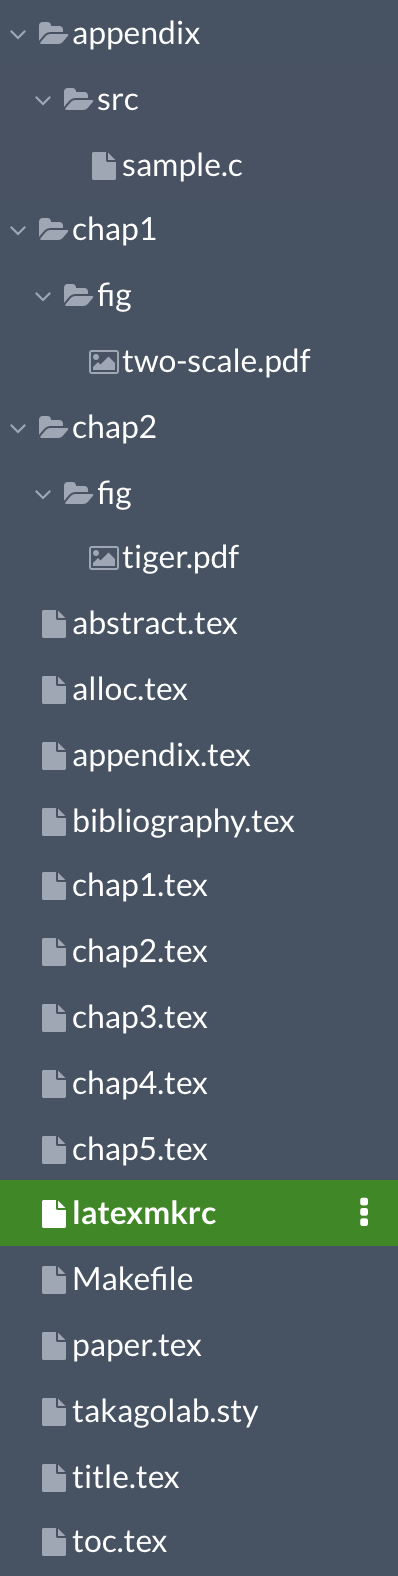 appendix
src
sample.c
chap1
fig
two-scale.pdf
chap2
fig
tiger.pdf
abstract.tex
alloc.tex
appendix.tex
bibliography.tex
chap1.tex
chap2.tex
chap3.tex
chap4.tex
chap5.tex
latexmkrc
Makefile
paper.tex
takagolab.sty
title.tex
toc.tex